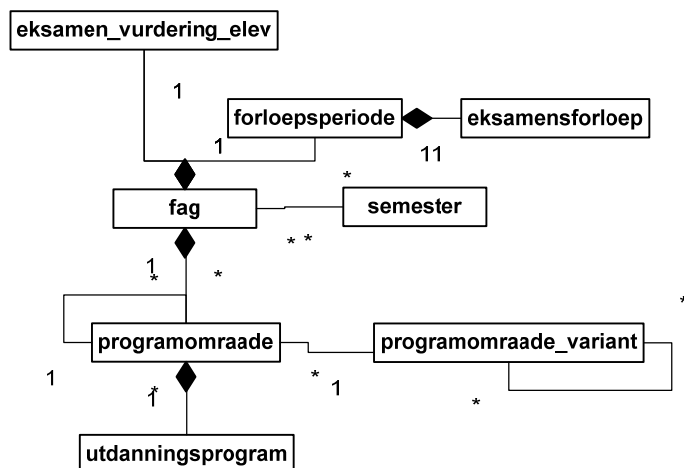 eksamen_vurdering_elev
1
forloepsperiode
eksamensforloep
1
11
*
fag
semester
* *
1
*
*
*
programomraade
programomraade_variant
1
*
1
*
*
1
utdanningsprogram